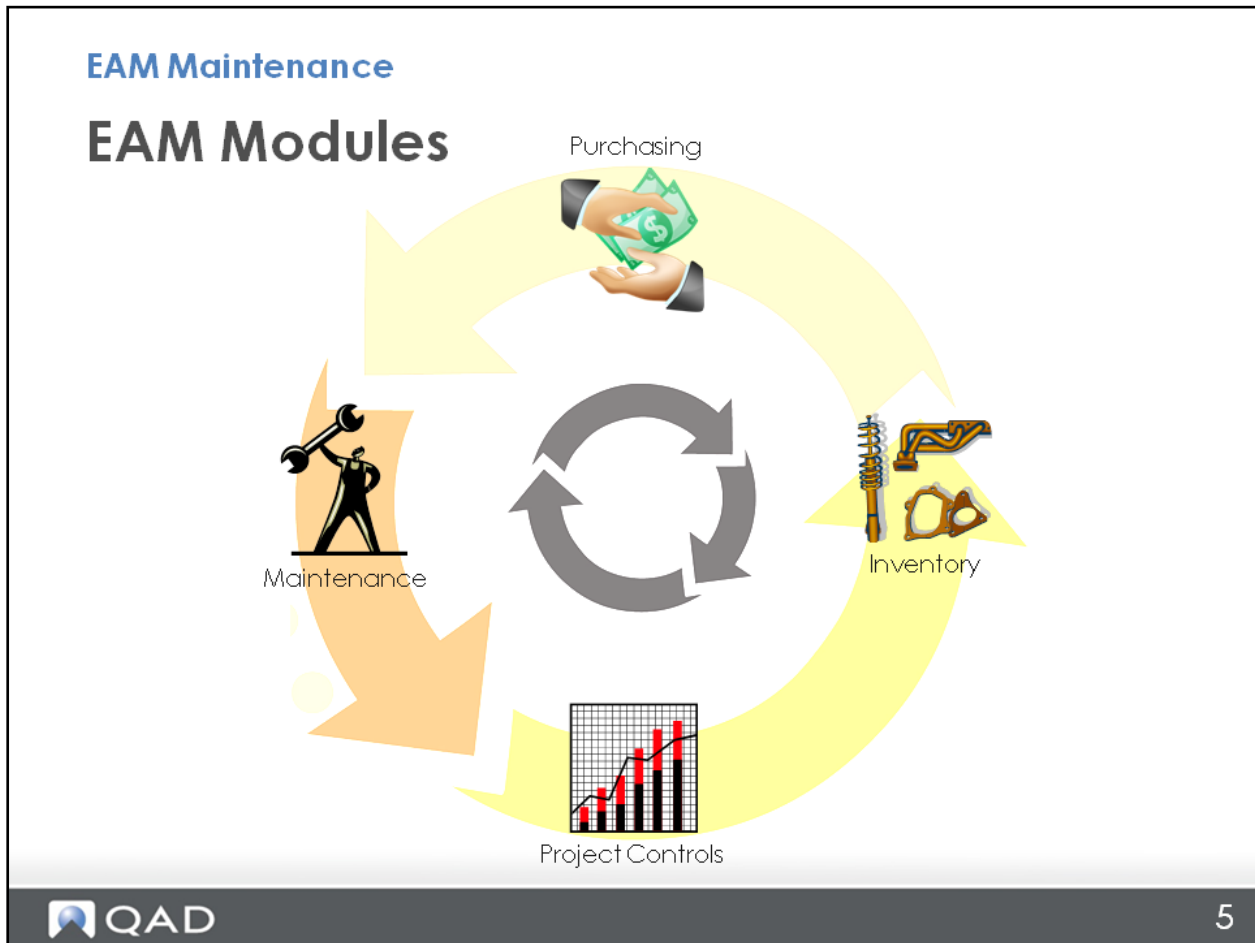 EAM Maintenance
EAM Modules
Purchasing
$
Maintenance
Inventory
Project Controls
QAD
5